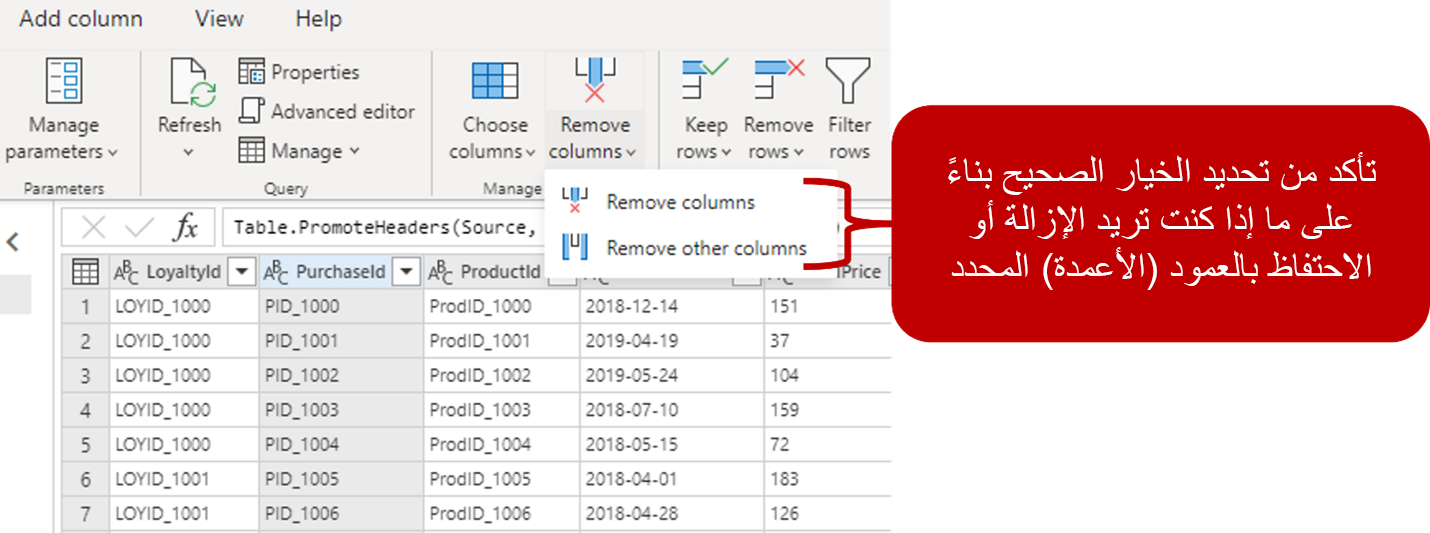 Add column View Help
Manage parameters
Refresh
Properties
Advanced editor
Manage
Choose columns
Remove columns
Keep rows
Remove rows
Filter rows
Parameters
Query
Manage
Remove columns
Remove other columns
fx
Table.PromoteHeaders(Source,
ABC LoyaltyId ABC PurchaseId ABC ProductId Price
1 LOYID_1000 PID_1000 ProdID_1000 2018-12-14 151
2 LOYID_1000 PID_1001 ProdID_1001 2019-04-19 37
3 LOYID_1000 PID_1002 ProdID_1002 2019-05-24 104
4 LOYID_1000 PID_1003 ProdID_1003 2018-07-10 159
5 LOYID_1000 PID_1004 ProdID_1004 2018-05-15 72
6 LOYID_1001 PID_1005 ProdID_1005 2018-04-01 183
7 LOYID_1001 PID_1006 ProdID_1006 2018-04-28 126
تأكد من تحديد الخيار الصحيح بناءً
على ما إذا كنت تريد الإزالة أو
الاحتفاظ بالعمود (الأعمدة) المحدد